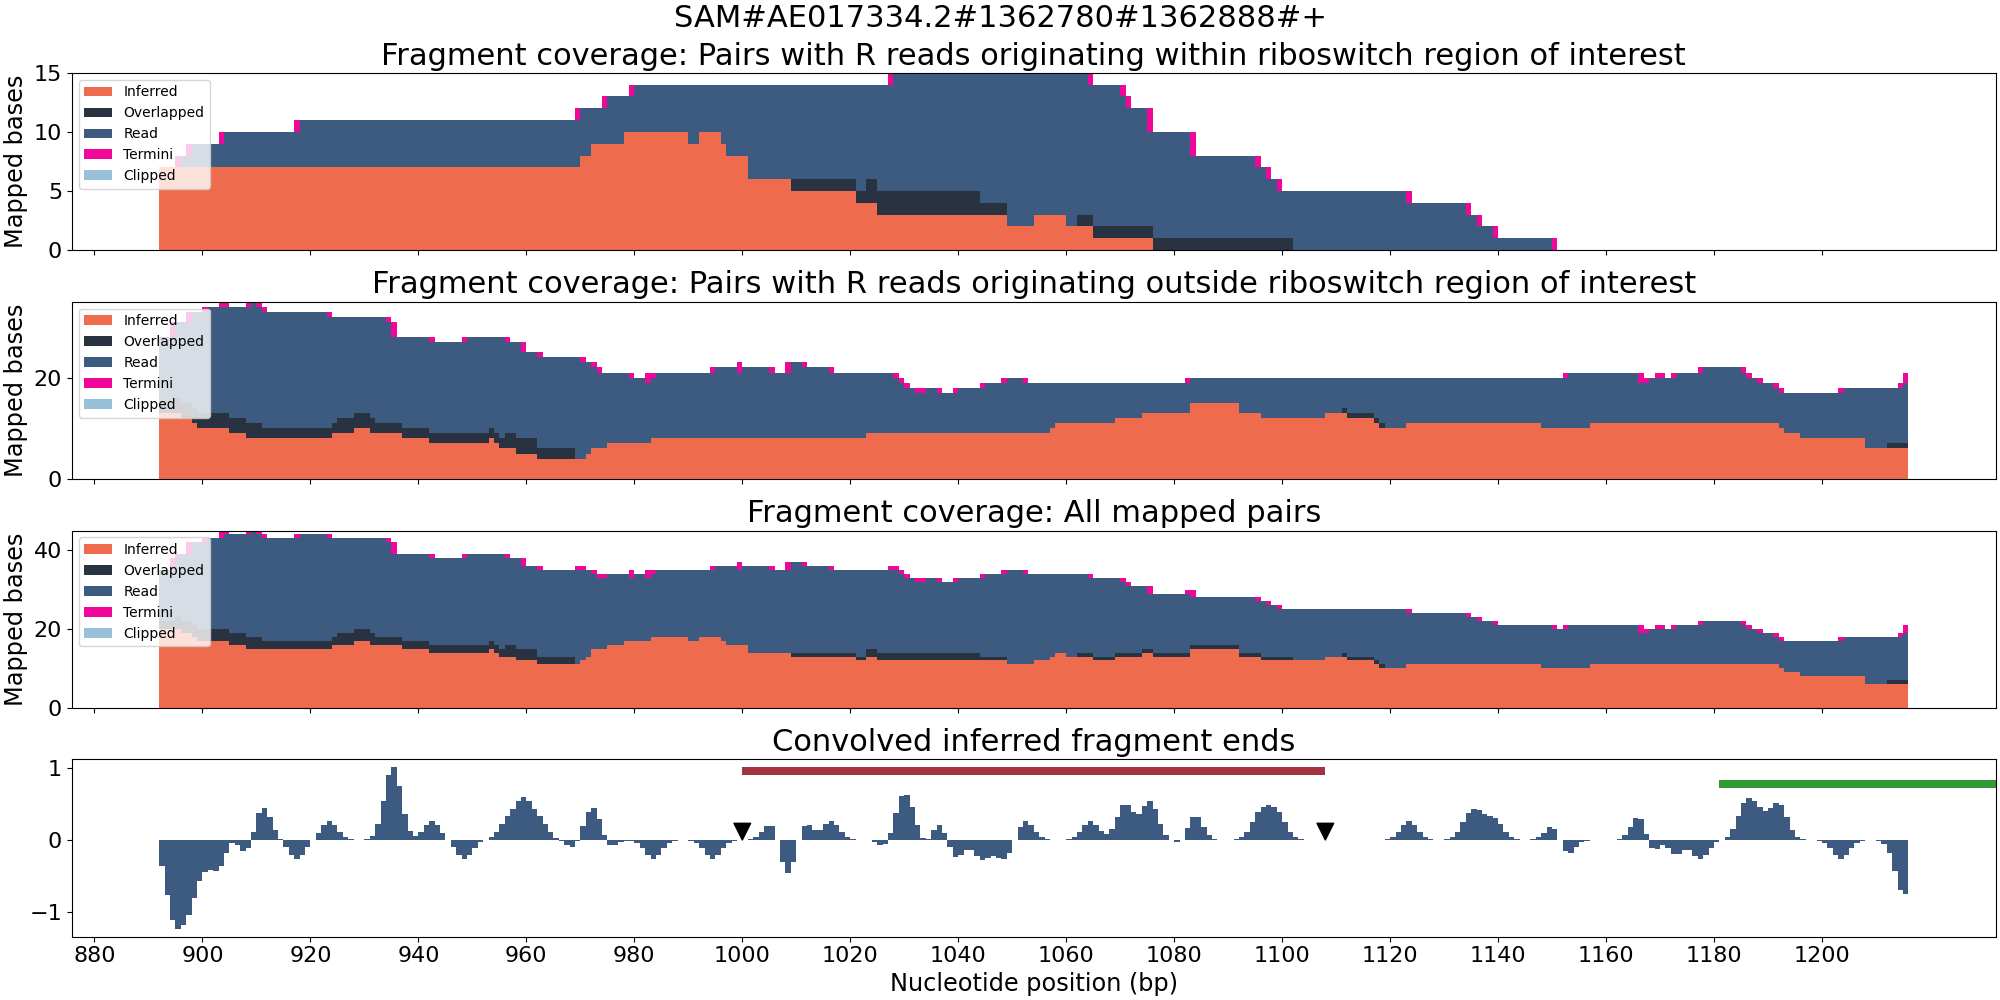 SAM#AE017334.2#1362780#1362888#+
Fragment coverage: Pairs with R reads originating within riboswitch region of interest
Mapped bases
15
10
5
0
Inferred
Overlapped
Read
Termini
Clipped
Fragment coverage: Pairs with R reads originating outside riboswitch region of interest
Mapped bases
20
0
Inferred
Overlapped
Read
Termini
Clipped
Fragment coverage: All mapped pairs
Mapped bases
40
20
0
Inferred
Overlapped
Read
Termini
Clipped
Convolved inferred fragment ends
1
0
−1
880 900 920 940 960 980 1000 1020 1040 1060 1080 1100 1120 1140 1160 1180 1200
Nucleotide position (bp)